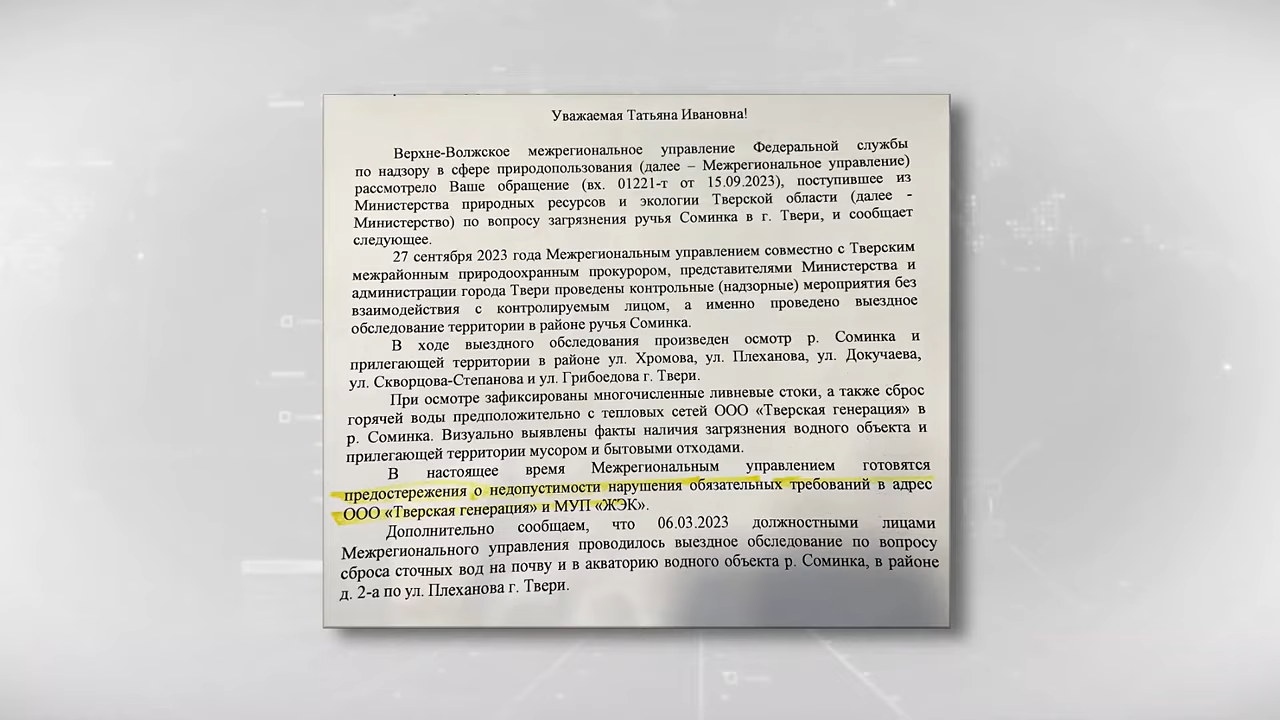 Уважаемая Татьяна Ивановна!
Верхне-Волжское межрегиональное управление Федеральной службы
по надзору в сфере природопользования (далее – Межрегиональное управление)
рассмотрело Ваше обращение (вх. 01221-т от 15.09.2023), поступившее из
Министерства природных ресурсов и экологии Тверской области (далее -
Министерство) по вопросу загрязнения ручья Соминка в г. Твери, и сообщает
следующее.
27 сентября 2023 года Межрегиональным управлением совместно с Тверским
межрайонным природоохранным прокурором, представителями Министерства и
администрации города Твери проведены контрольные (надзорные) мероприятия без
взаимодействия с контролируемым лицом, а именно проведено выездное
обследование территории в районе ручья Соминка.
В ходе выездного обследования произведен осмотр р. Соминка и
прилегающей территории в районе ул. Хромова, ул. Плеханова, ул. Докучаева,
ул. Скворцова-Степанова и ул. Грибоедова г. Твери.
При осмотре зафиксированы многочисленные ливневые стоки, а также сброс
горячей воды предположительно с тепловых сетей ООО «Тверская генерация» в
р. Соминка. Визуально выявлены факты наличия загрязнения водного объекта и
прилегающей территории мусором и бытовыми отходами.
В настоящее время Межрегиональным управлением готовятся
предостережения о недопустимости нарушения обязательных требований в адрес
ООО «Тверская генерация» и МУП «ЖЭК».
Дополнительно сообщаем, что 06.03.2023 должностными лицами
Межрегионального управления проводилось выездное обследование по вопросу
сброса сточных вод на почву и в акваторию водного объекта р. Соминка, в районе
д. 2-а по ул. Плеханова г. Твери.